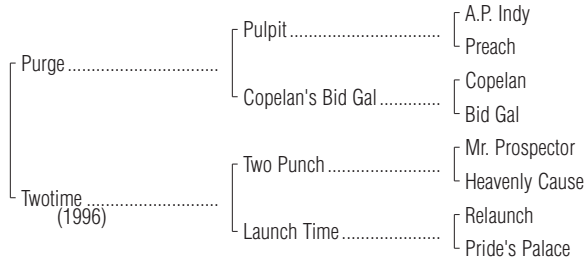 A.P. Indy
Pulpit
Preach
Purge
Copelan
Copelan's Bid Gal
Bid Gal
Mr. Prospector
Two Punch
Heavenly Cause
Twotime
(1996)
Relaunch
Launch Time
Pride's Palace